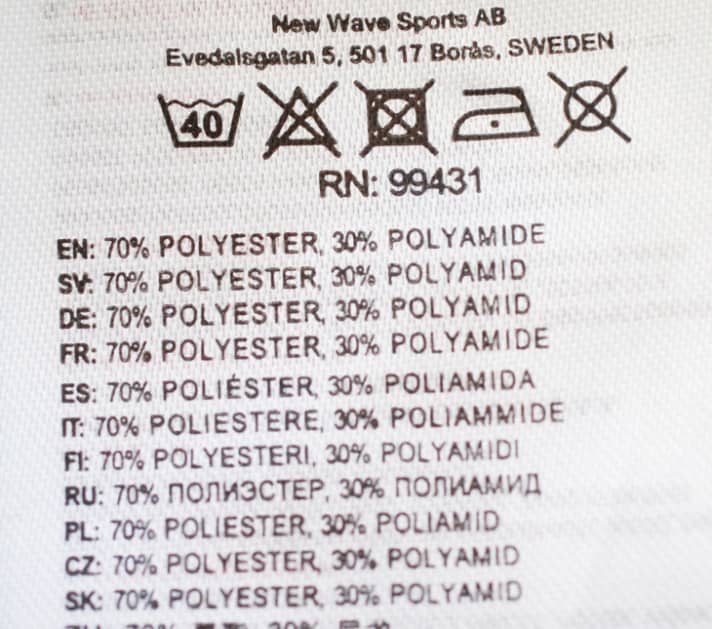 New Wave Sports AB
Evedalsgatan 5, 501 17 Borås, SWEDEN
40
RN: 99431
EN: 70% POLYESTER, 30% POLYAMIDE
SV: 70% POLYESTER, 30% POLYAMID
DE: 70% POLYESTER, 30% POLYAMID
FR: 70% POLYESTER, 30% POLYAMIDE
ES: 70% POLIÉSTER, 30% POLIAMIDA
IT: 70% POLIESTERE, 30% POLIAMMIDE
FI: 70% POLYESTERI, 30% POLYAMIDI
RU: 70% ПОЛИЭСТЕР, 30% ПОЛИАМИД
PL: 70% POLIESTER, 30% POLIAMID
CZ: 70% POLYESTER, 30% POLYAMID
SK: 70% POLYESTER, 30% POLYAMID